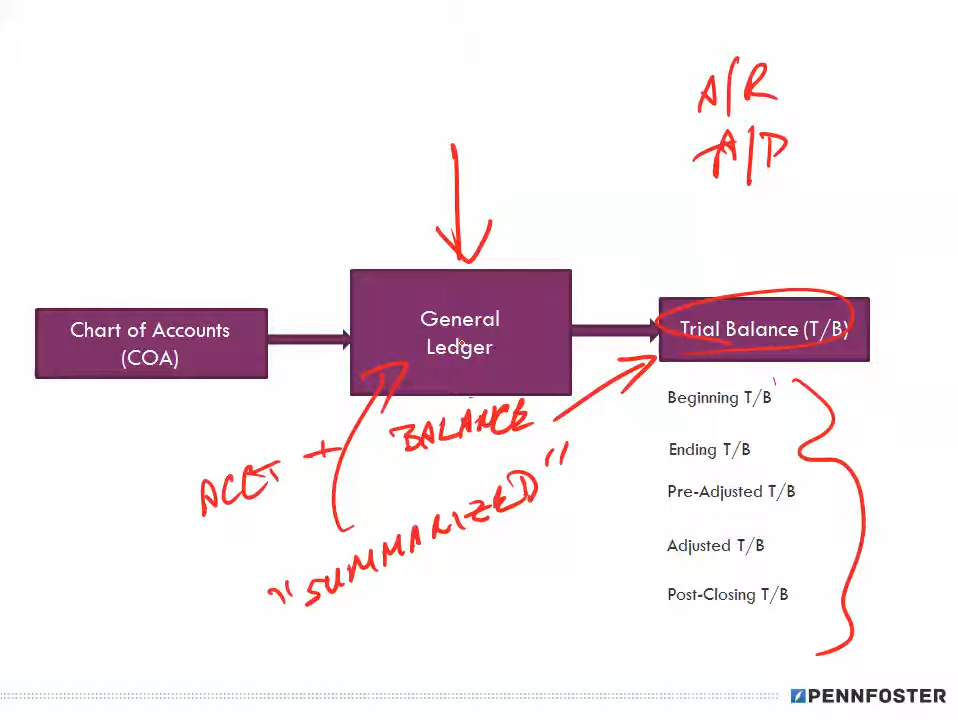 A/R
A/P
Chart of Accounts
(COA)
General
Ledger
Trial Balance (T/B)
Beginning T/B
Ending T/B
Pre-Adjusted T/B
Adjusted T/B
Post-Closing T/B
ACCT + BALANCE
"SUMMARIZED"
PENNFOSTER